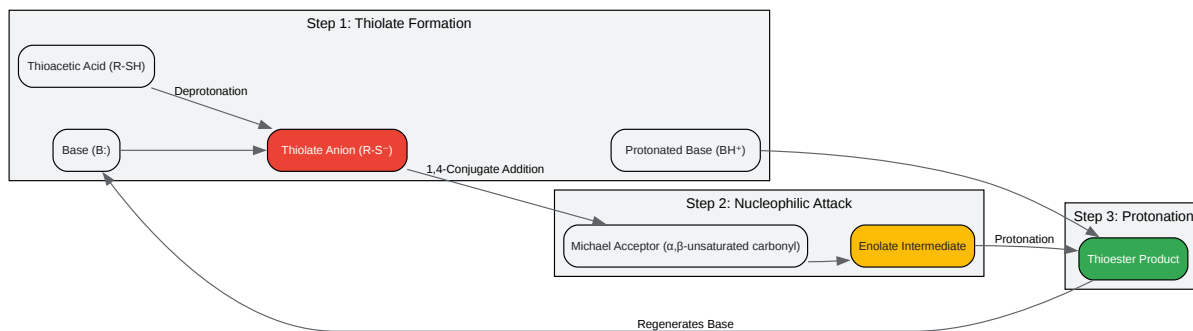 Step 1: Thiolate Formation
Thioacetic Acid (R-SH)
Deprotonation
Base (B:)
Thiolate Anion (R-S⁻)
Protonated Base (BH⁺)
1,4-Conjugate Addition
Step 2: Nucleophilic Attack
Michael Acceptor (α,β-unsaturated carbonyl)
Enolate Intermediate
Protonation
Step 3: Protonation
Thioester Product
Regenerates Base